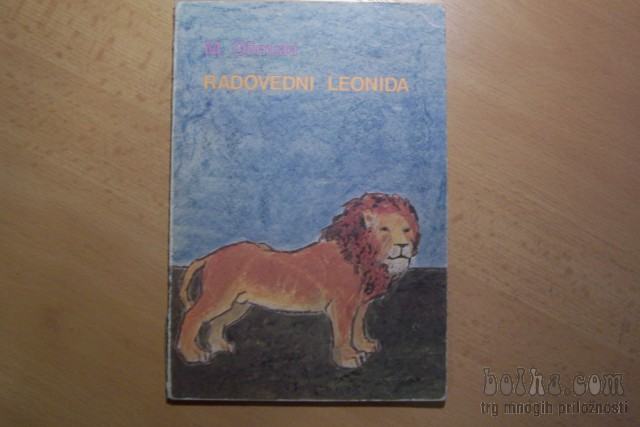 M.
RADOVEDNI LEONIDA
bolha.com
trg mnogih priložnosti